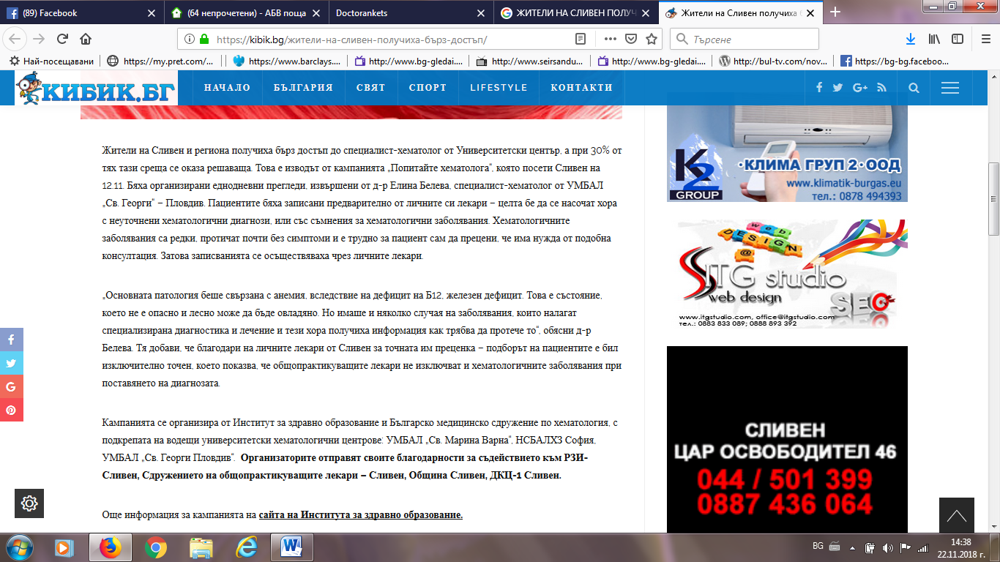 (89) Facebook
(64 непрочетени) - АБВ поща
Doctorankets
ЖИТЕЛИ НА СЛИВЕН ПОЛУЧ
Жители на Сливен получиха б
https://kibik.bg/жители-на-сливен-получиха-бърз-достъп/
Търсене
Най-посещавани
https://my.pret.com/...
https://www.barclays....
http://www.bg-gledai....
http://www.seirsandu...
http://www.bg-gledai....
http://bul-tv.com/nov...
https://bg-bg.faceboo...
КИБИК.БГ
НАЧАЛО
БЪЛГАРИЯ
СВЯТ
СПОРТ
LIFESTYLE
КОНТАКТИ
Жители на Сливен и региона получиха бърз достъп до специалист-хематолог от Университетски център, а при 30% от
тях тази среща се оказа решаваща. Това е изводът от кампанията „Попитайте хематолога“, която посети Сливен на
12.11. Бяха организирани еднодневни прегледи, извършени от д-р Елина Белева, специалист-хематолог от УМБАЛ
„Св. Георги“ – Пловдив. Пациентите бяха записани предварително от личните си лекари – целта бе да се насочат хора
с неуточнени хематологични диагнози, или със съмнения за хематологични заболявания. Хематологичните
заболявания са редки, протичат почти без симптоми и е трудно за пациент сам да прецени, че има нужда от подобна
консултация. Затова записванията се осъществяваха чрез личните лекари.
„Основната патология беше свързана с анемия, вследствие на дефицит на Б12, железен дефицит. Това е състояние,
което не е опасно и лесно може да бъде овладяно. Но имаше и няколко случая на заболявания, които налагат
специализирана диагностика и лечение и тези хора получиха информация как трябва да протече то“, обясни д-р
Белева. Тя добави, че благодари на личните лекари от Сливен за точната им преценка – подборът на пациентите е бил
изключително точен, което показва, че общопрактикуващите лекари не изключват и хематологичните заболявания при
поставянето на диагнозата.
Кампанията се организира от Институт за здравно образование и Българско медицинско сдружение по хематология, с
подкрепата на водещи университетски хематологични центрове: УМБАЛ „Св. Марина Варна“, НСБАЛХЗ София,
УМБАЛ „Св. Георги Пловдив“. Организаторите отправят своите благодарности за съдействието към РЗИ-
Сливен, Сдружението на общопрактикуващите лекари – Сливен, Община Сливен, ДКЦ-1 Сливен.
Още информация за кампанията на сайта на Института за здравно образование.
K2
GROUP
КЛИМА ГРУП 2 · ООД
www.klimatik-burgas.eu
тел.: 0878 494393
WEB
DESIGN
@
SITG studio
web design
SEO
www.itgstudio.com, office@itgstudio.com
тел.: 0883 833 089; 0888 893 392
СЛИВЕН
ЦАР ОСВОБОДИТЕЛ 46
044 / 501 399
0887 436 064
BG
14:38
22.11.2018 г.